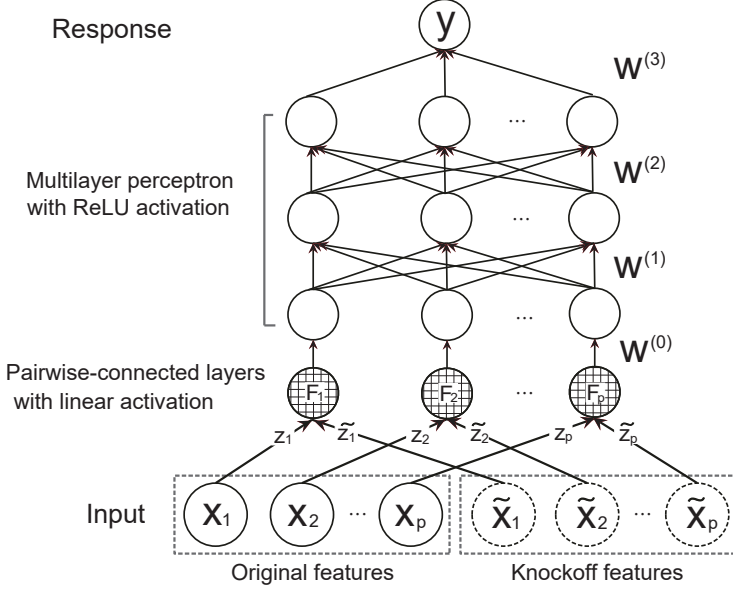 Response
y
W(3)
...
W(2)
Multilayer perceptron
with ReLU activation
...
W(1)
...
W(0)
Pairwise-connected layers
with linear activation
F1 F2 ... Fp
z1 z̃1 z2 z̃2 zp z̃p
Input
x1 x2 ... xp x̃1 x̃2 ... x̃p
Original features
Knockoff features